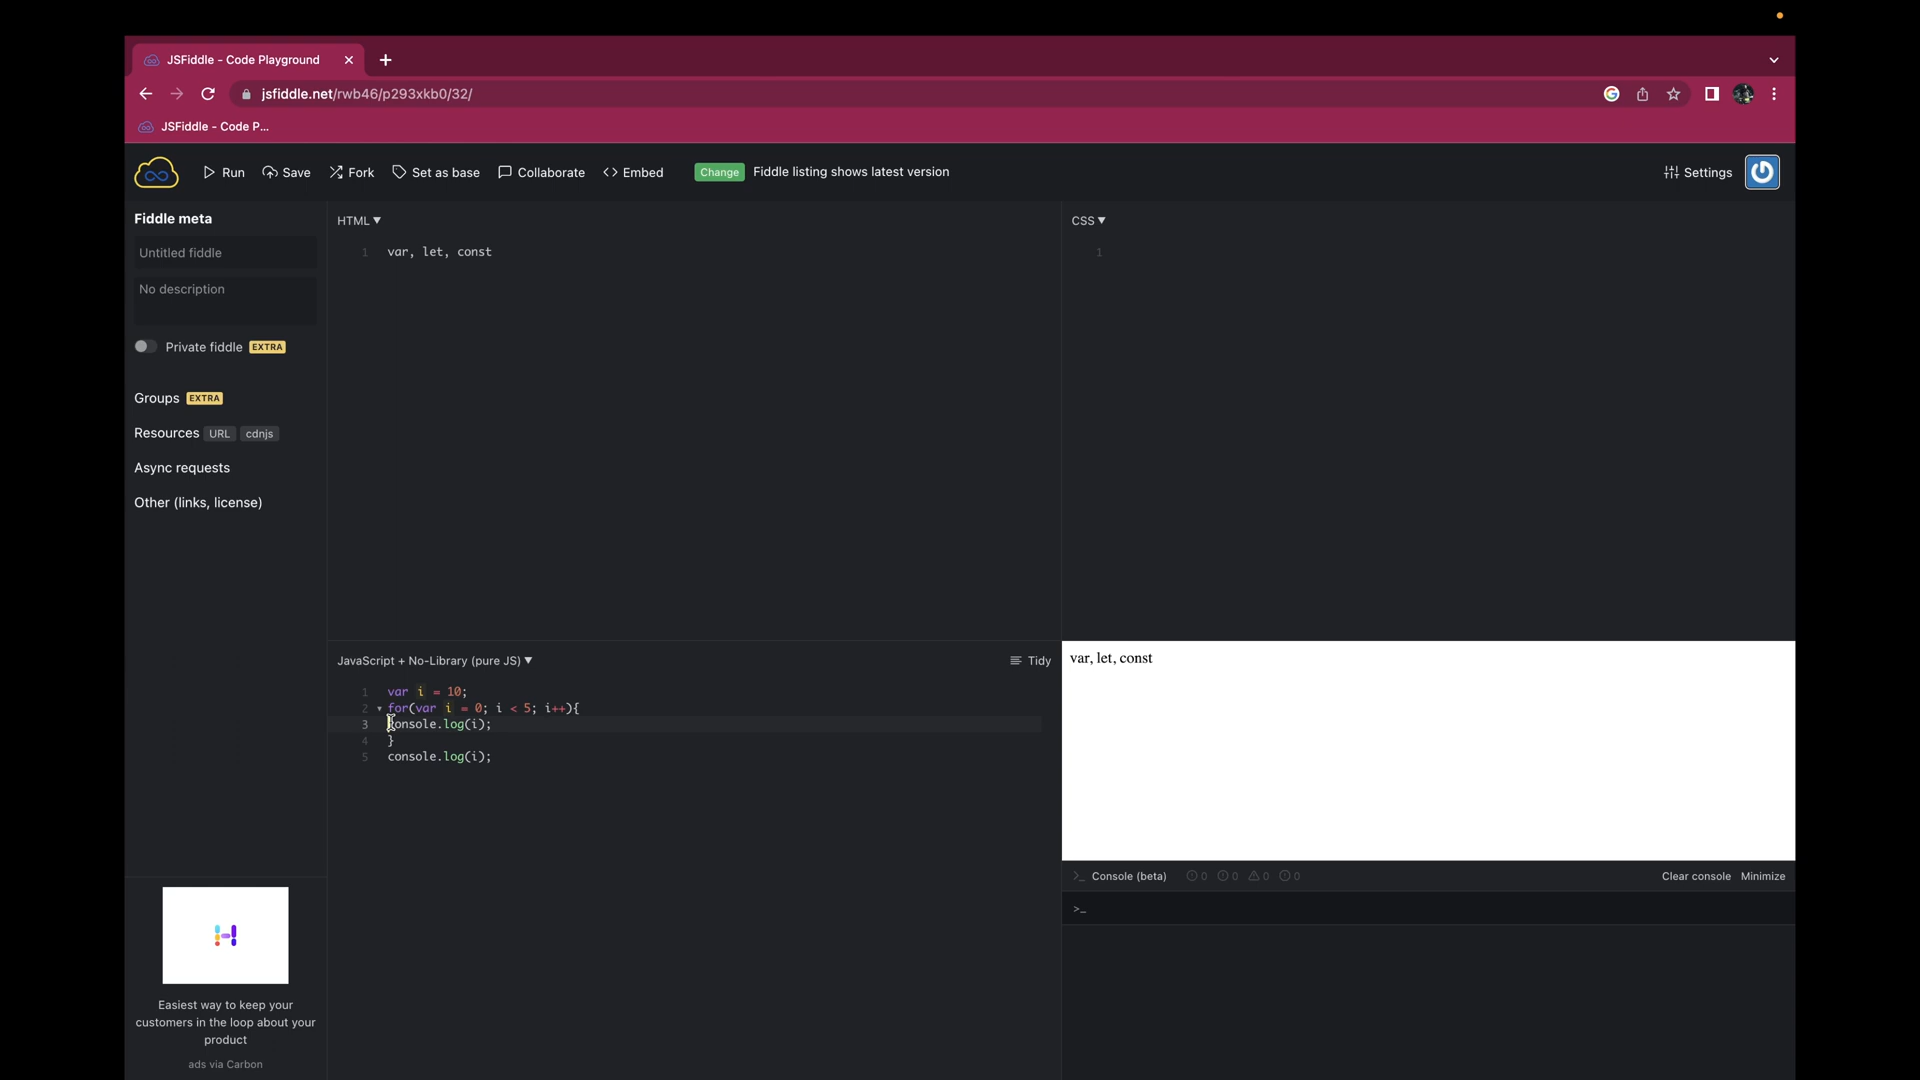 JSFiddle - Code Playground
jsfiddle.net/rwb46/p293xkb0/32/
JSFiddle - Code P...
Run
Save
Fork
Set as base
Collaborate
Embed
Change
Fiddle listing shows latest version
Settings
Fiddle meta
Untitled fiddle
No description
Private fiddle EXTRA
Groups EXTRA
Resources URL cdnjs
Async requests
Other (links, license)
Easiest way to keep your
customers in the loop about your
product
ads via Carbon
HTML
1 var, let, const
CSS
1
JavaScript + No-Library (pure JS)
Tidy
1 var i = 10;
2 for(var i = 0; i < 5; i++){
3 console.log(i);
4 }
5 console.log(i);
var, let, const
>_ Console (beta) 0 0 0 0
Clear console
Minimize
>_